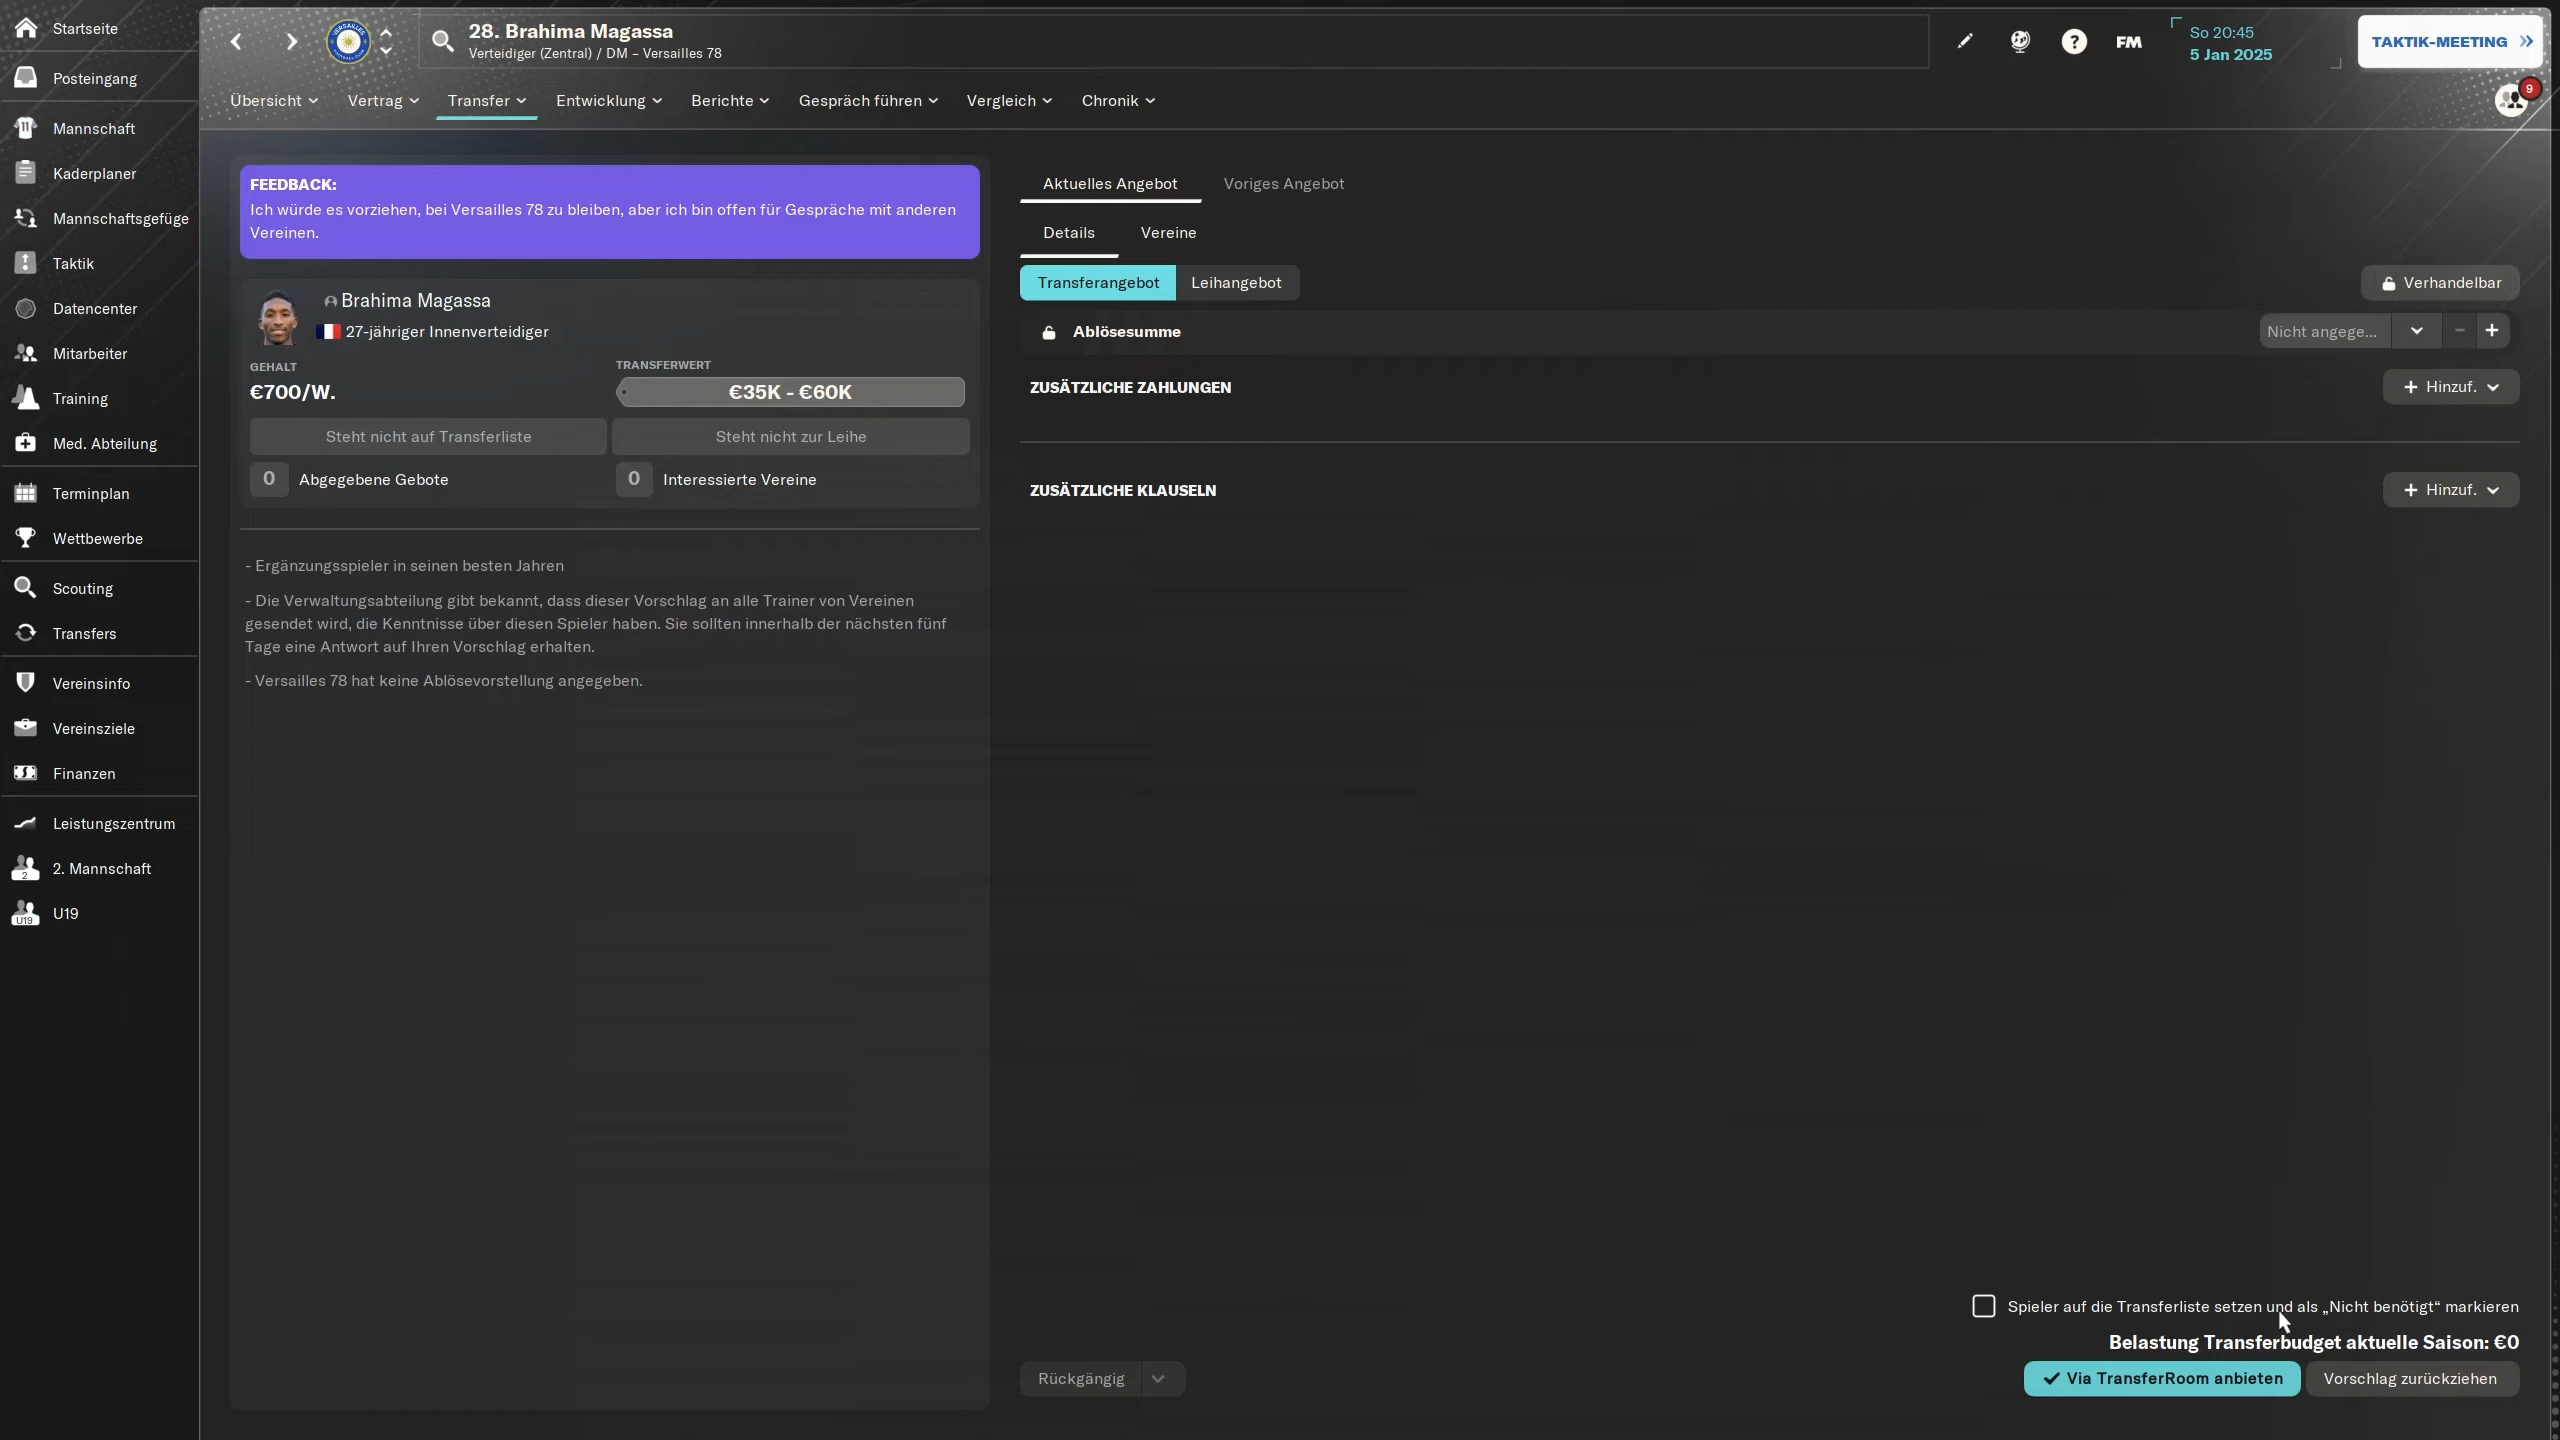 Startseite
Posteingang
Mannschaft
Kaderplaner
Mannschaftsgefüge
Taktik
Datencenter
Mitarbeiter
Training
Med. Abteilung
Terminplan
Wettbewerbe
Scouting
Transfers
Vereinsinfo
Vereinsziele
Finanzen
Leistungszentrum
2. Mannschaft
U19
28. Brahima Magassa
Verteidiger (Zentral) / DM – Versailles 78
FM
So 20:45
5 Jan 2025
TAKTIK-MEETING
9
Übersicht Vertrag Transfer Entwicklung Berichte Gespräch führen Vergleich Chronik
FEEDBACK:
Ich würde es vorziehen, bei Versailles 78 zu bleiben, aber ich bin offen für Gespräche mit anderen
Vereinen.
Brahima Magassa
27-jähriger Innenverteidiger
GEHALT
€700/W.
TRANSFERWERT
€35K - €60K
Steht nicht auf Transferliste
Steht nicht zur Leihe
0 Abgegebene Gebote
0 Interessierte Vereine
- Ergänzungsspieler in seinen besten Jahren
- Die Verwaltungsabteilung gibt bekannt, dass dieser Vorschlag an alle Trainer von Vereinen
gesendet wird, die Kenntnisse über diesen Spieler haben. Sie sollten innerhalb der nächsten fünf
Tage eine Antwort auf Ihren Vorschlag erhalten.
- Versailles 78 hat keine Ablösevorstellung angegeben.
Aktuelles Angebot Voriges Angebot
Details Vereine
Transferangebot Leihangebot
Verhandelbar
Ablösesumme
Nicht angege...
ZUSÄTZLICHE ZAHLUNGEN
+ Hinzuf.
ZUSÄTZLICHE KLAUSELN
+ Hinzuf.
Spieler auf die Transferliste setzen und als „Nicht benötigt“ markieren
Belastung Transferbudget aktuelle Saison: €0
Rückgängig
Via TransferRoom anbieten
Vorschlag zurückziehen